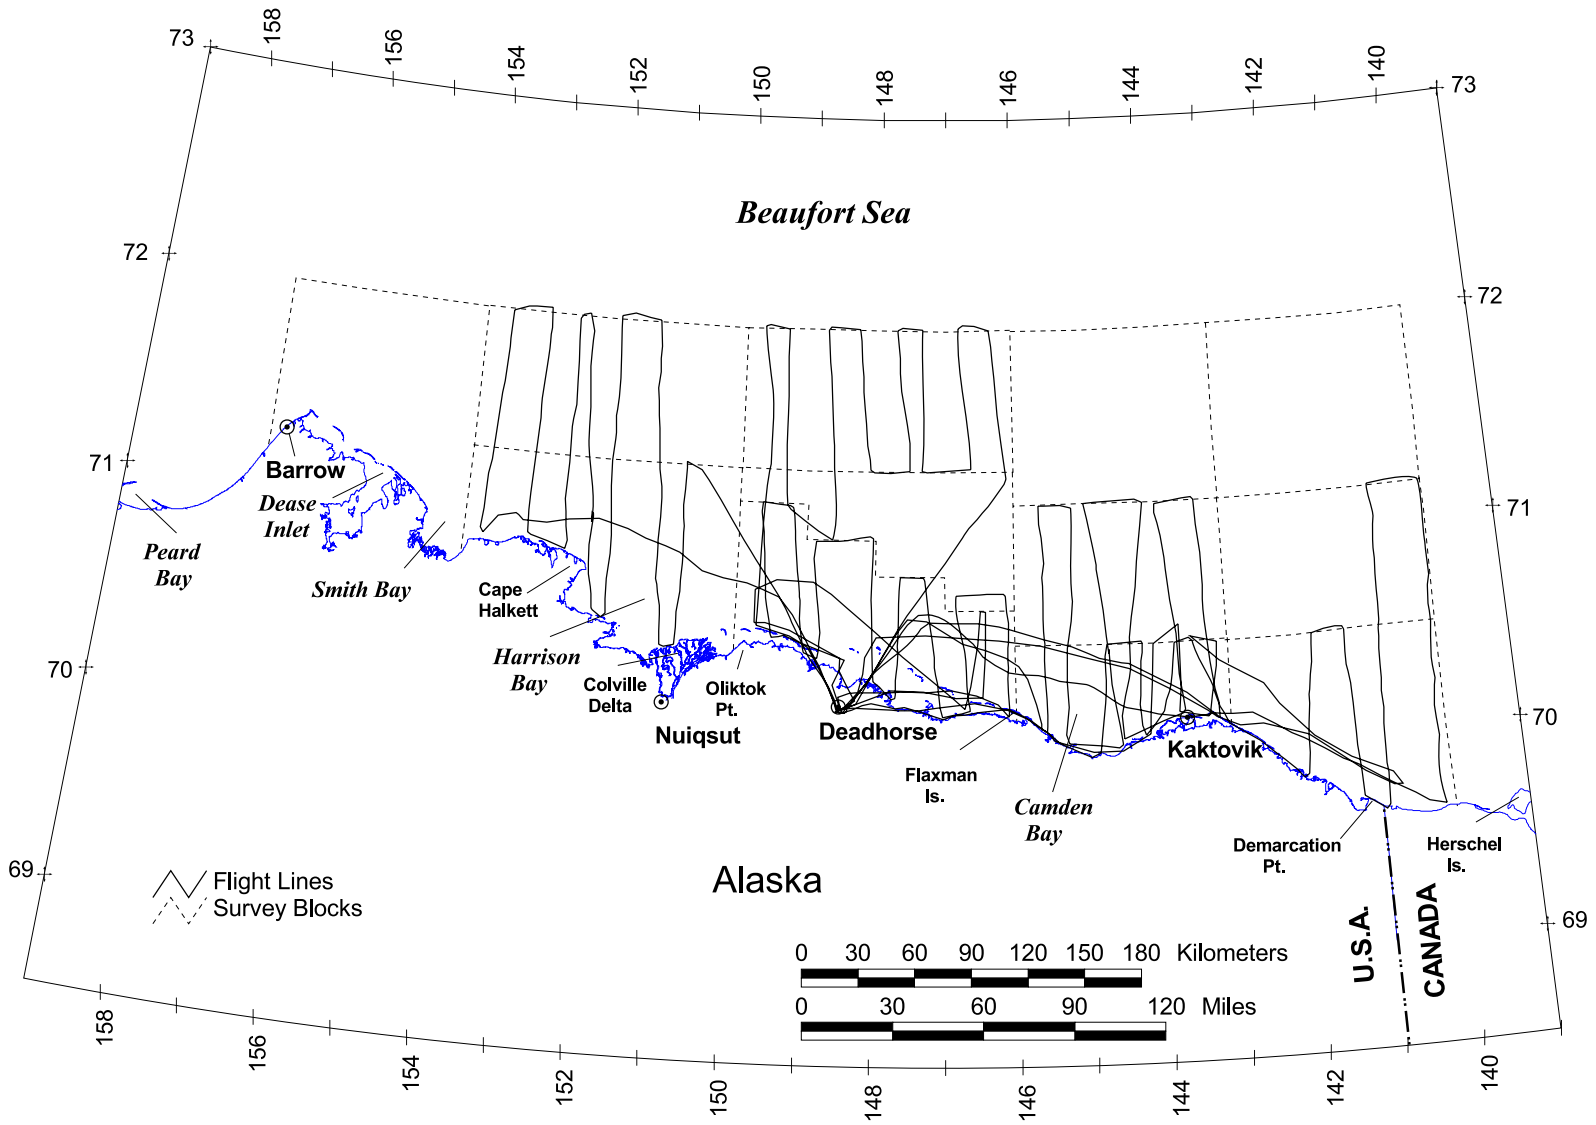 158
156
154
152
150
148
146
144
142
140
73
73
Beaufort Sea
72
72
71
71
Barrow
Dease
Inlet
Peard
Bay
Smith Bay
Cape
Halkett
Harrison
Bay
Colville
Delta
Oliktok
Pt.
Nuiqsut
Deadhorse
Flaxman
Is.
Camden
Bay
Kaktovik
70
70
Demarcation
Pt.
Herschel
Is.
69
69
Flight Lines
Survey Blocks
Alaska
U.S.A.
CANADA
0 30 60 90 120 150 180 Kilometers
0 30 60 90 120 Miles
158
156
154
152
150
148
146
144
142
140